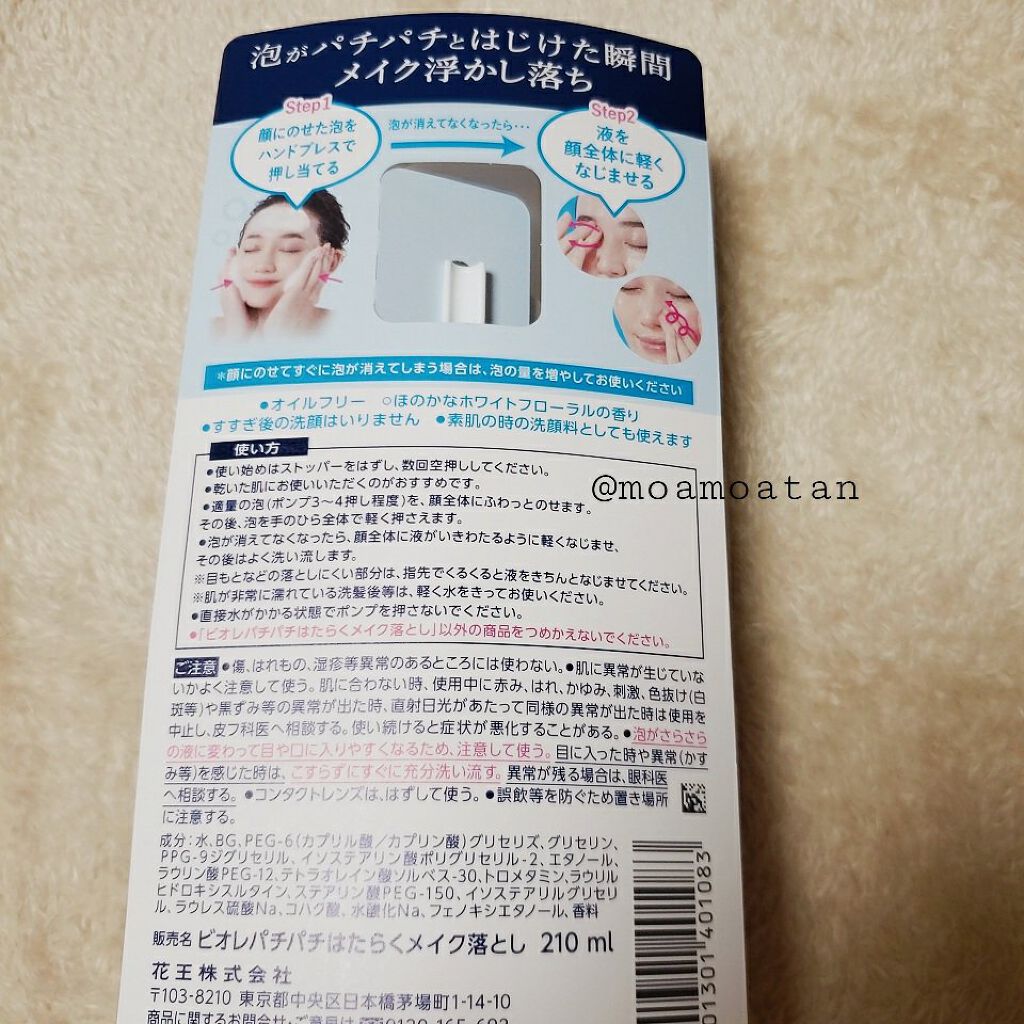 泡がパチパチとはじけた瞬間
メイク浮かし落ち
Step1
顔にのせた泡を
ハンドプレスで
押し当てる
泡が消えてなくなったら…
Step2
液を
顔全体に軽く
なじませる
*顔にのせてすぐに泡が消えてしまう場合は、泡の量を増やしてお使いください
●オイルフリー ○ほのかなホワイトフローラルの香り
●すすぎ後の洗顔はいりません ●素肌の時の洗顔料としても使えます
使い方
●使い始めはストッパーをはずし、数回空押ししてください。
●乾いた肌にお使いいただくのがおすすめです。
●適量の泡(ポンプ3~4押し程度)を、顔全体にふわっとのせます。
その後、泡を手のひら全体で軽く押さえます。
●泡が消えてなくなったら、顔全体に液がいきわたるように軽くなじませ、
その後はよく洗い流します。
※目もとなどの落としにくい部分は、指先でくるくると液をきちんとなじませてください。
※肌が非常に濡れている洗髪後等は、軽く水をきってお使いください。
●直接水がかかる状態でポンプを押さないでください。
●「ビオレパチパチはたらくメイク落とし」以外の商品をつめかえないでください。
@moamoatan
ご注意 ●傷、はれもの、湿疹等異常のあるところには使わない。●肌に異常が生じていな
いかよく注意して使う。肌に合わない時、使用中に赤み、はれ、かゆみ、刺激、色抜け(白
斑等)や黒ずみ等の異常が出た時、直射日光があたって同様の異常が出た時は使用を
中止し、皮フ科医へ相談する。使い続けると症状が悪化することがある。●泡がさらさら
の液に変わって目や口に入りやすくなるため、注意して使う。目に入った時や異常(かす
み等)を感じた時は、こすらずにすぐに充分洗い流す。異常が残る場合は、眼科医
へ相談する。●コンタクトレンズは、はずして使う。●誤飲等を防ぐため置き場所
に注意する。
成分:水、BG、PEG-6(カプリル酸/カプリン酸)グリセリズ、グリセリン、
PPG-9ジグリセリル、イソステアリン酸ポリグリセリル-2、エタノール、
ラウリン酸PEG-12、テトラオレイン酸ソルベス-30、トロメタミン、ラウリル
ヒドロキシスルタイン、ステアリン酸PEG-150、イソステアリルグリセリ
ル、ラウレス硫酸Na、コハク酸、水酸化Na、フェノキシエタノール、香料
販売名 ビオレパチパチはたらくメイク落とし 210 ml
花王株式会社
〒103-8210 東京都中央区日本橋茅場町1-14-10
商品に関するお問合せ・ご意見は 0120-165-692
01301 401083